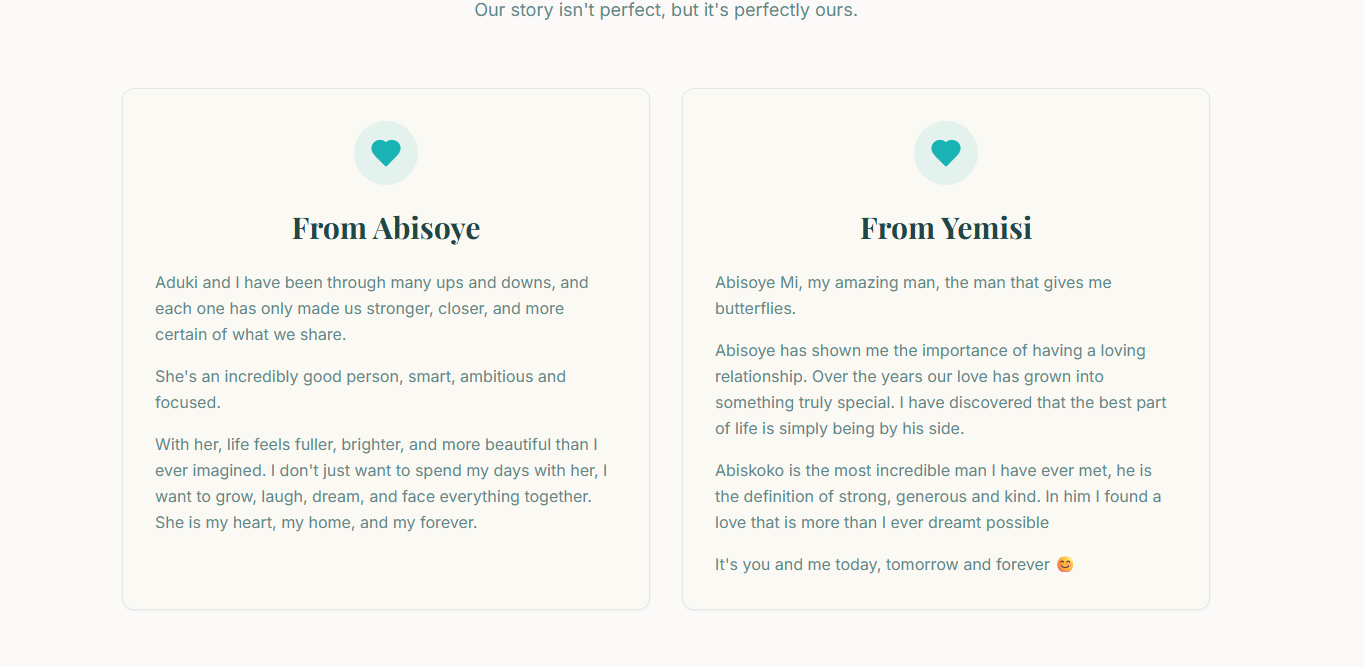 Our story isn't perfect, but it's perfectly ours.
From Abisoye
Aduki and I have been through many ups and downs, and
each one has only made us stronger, closer, and more
certain of what we share.
She's an incredibly good person, smart, ambitious and
focused.
With her, life feels fuller, brighter, and more beautiful than I
ever imagined. I don't just want to spend my days with her, I
want to grow, laugh, dream, and face everything together.
She is my heart, my home, and my forever.
From Yemisi
Abisoye Mi, my amazing man, the man that gives me
butterflies.
Abisoye has shown me the importance of having a loving
relationship. Over the years our love has grown into
something truly special. I have discovered that the best part
of life is simply being by his side.
Abiskoko is the most incredible man I have ever met, he is
the definition of strong, generous and kind. In him I found a
love that is more than I ever dreamt possible
It's you and me today, tomorrow and forever 😊